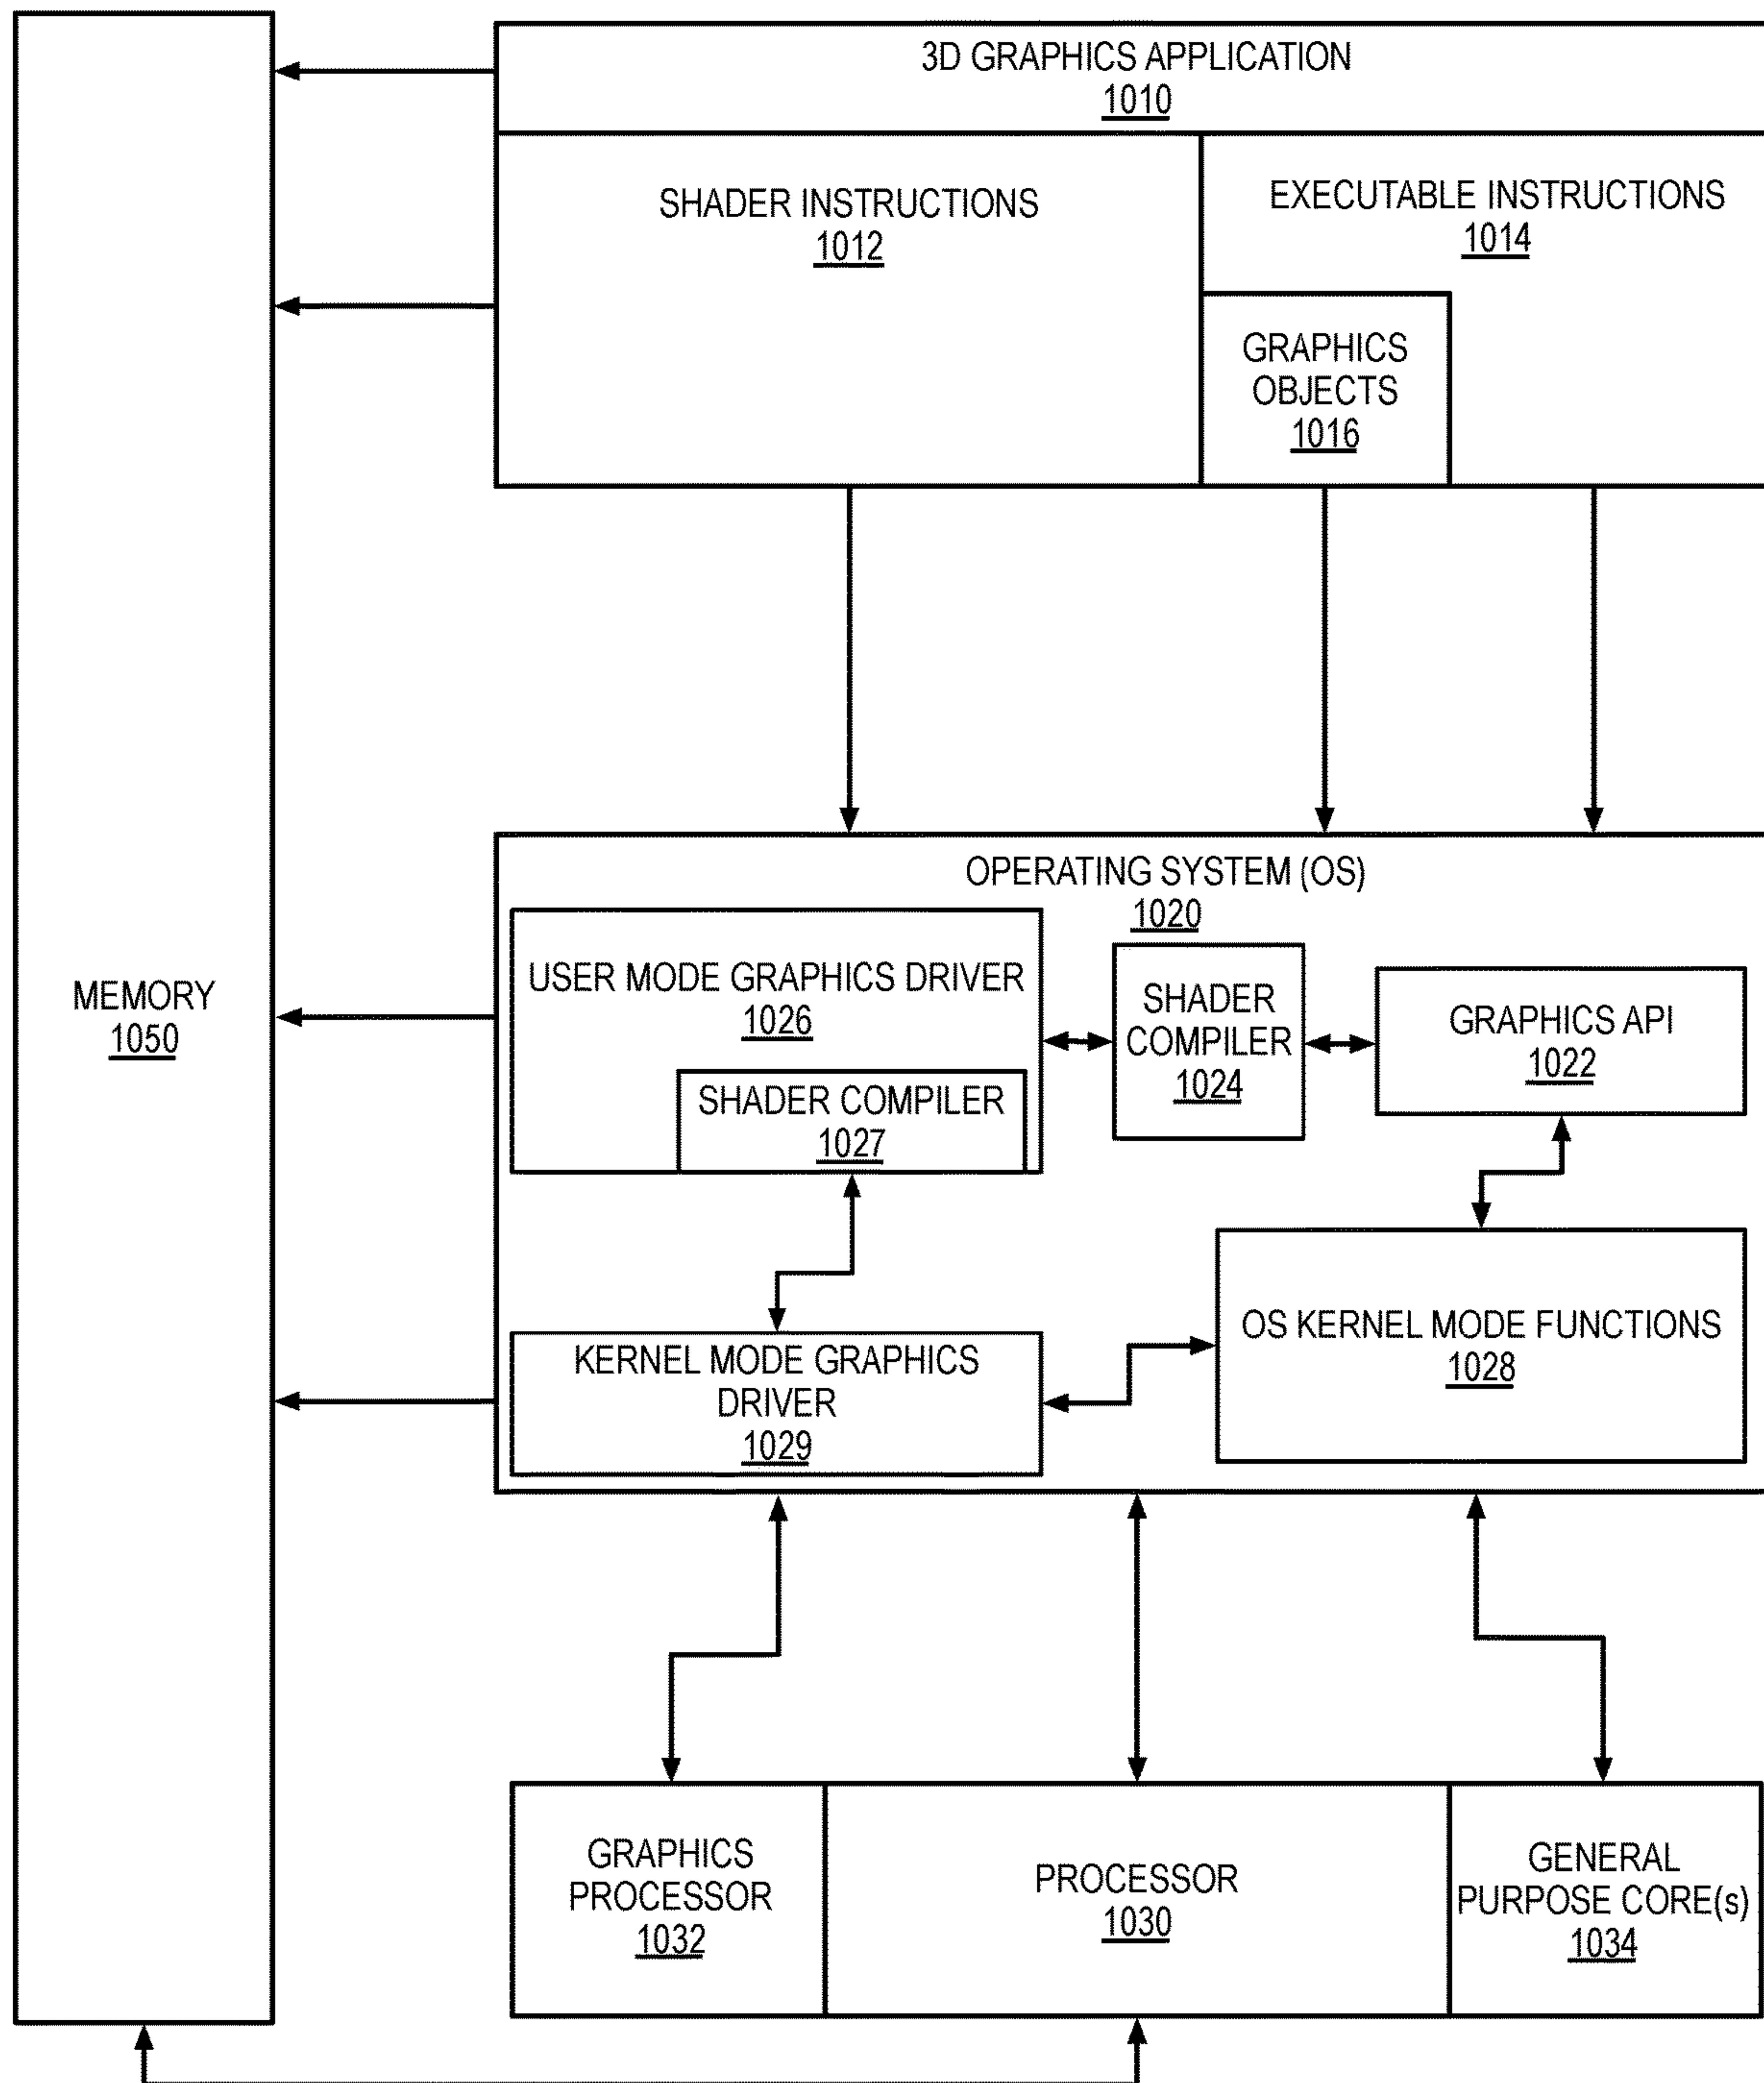 3D GRAPHICS APPLICATION
1010
SHADER INSTRUCTIONS
1012
EXECUTABLE INSTRUCTIONS
1014
GRAPHICS
OBJECTS
1016
OPERATING SYSTEM (OS)
1020
USER MODE GRAPHICS DRIVER
1026
SHADER COMPILER
1027
SHADER
COMPILER
1024
GRAPHICS API
1022
MEMORY
1050
KERNEL MODE GRAPHICS
DRIVER
1029
OS KERNEL MODE FUNCTIONS
1028
GRAPHICS
PROCESSOR
1032
PROCESSOR
1030
GENERAL
PURPOSE CORE(s)
1034